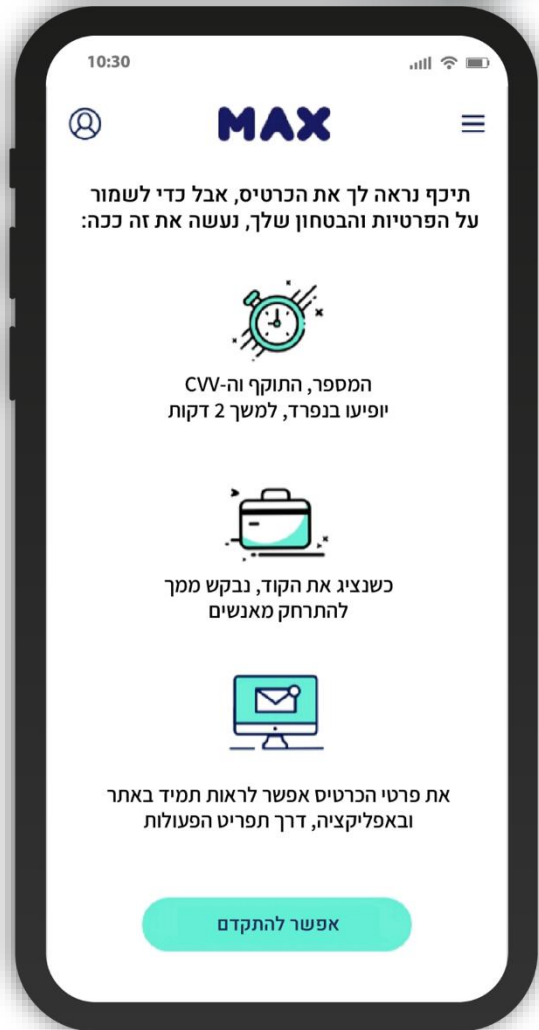 10:30
MAX
תיכף נראה לך את הכרטיס, אבל כדי לשמור
על הפרטיות והבטחון שלך, נעשה את זה ככה:
המספר, התוקף וה-CVV
יופיעו בנפרד, למשך 2 דקות
כשנציג את הקוד, נבקש ממך
להתרחק מאנשים
את פרטי הכרטיס אפשר לראות תמיד באתר
ובאפליקציה, דרך תפריט הפעולות
אפשר להתקדם